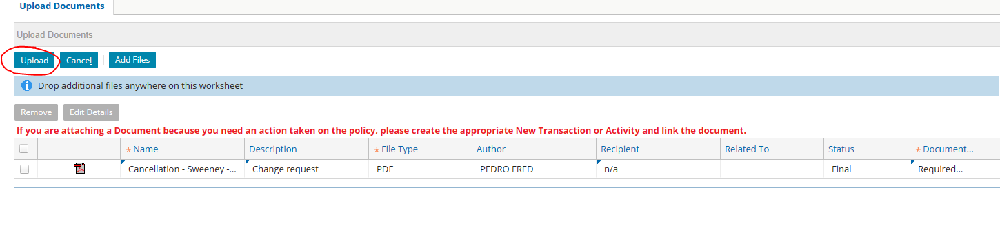 Upload Documents
Upload Documents
Upload Cancel Add Files
Drop additional files anywhere on this worksheet
Remove Edit Details
If you are attaching a Document because you need an action taken on the policy, please create the appropriate New Transaction or Activity and link the document.
* Name Description * File Type Author Recipient Related To Status * Document...
Cancellation - Sweeney -... Change request PDF PEDRO FRED n/a Final Required...